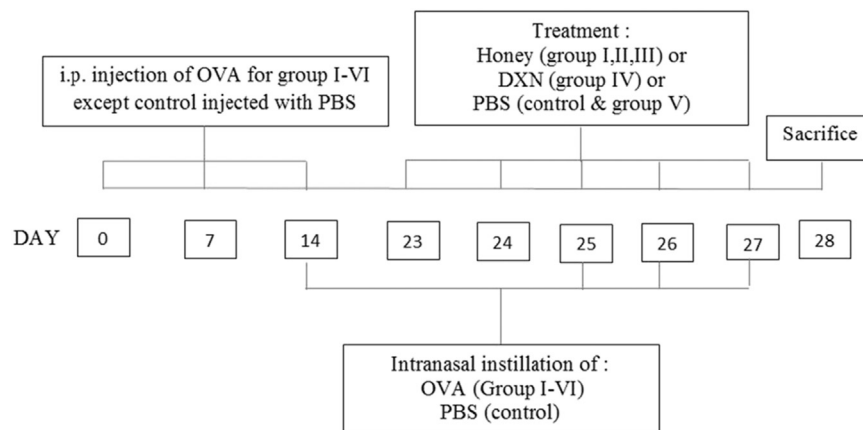 Treatment :
Honey (group I,II,III) or
DXN (group IV) or
PBS (control & group V)
i.p. injection of OVA for group I-VI
except control injected with PBS
Sacrifice
DAY 0 7 14 23 24 25 26 27 28
Intranasal instillation of :
OVA (Group I-VI)
PBS (control)